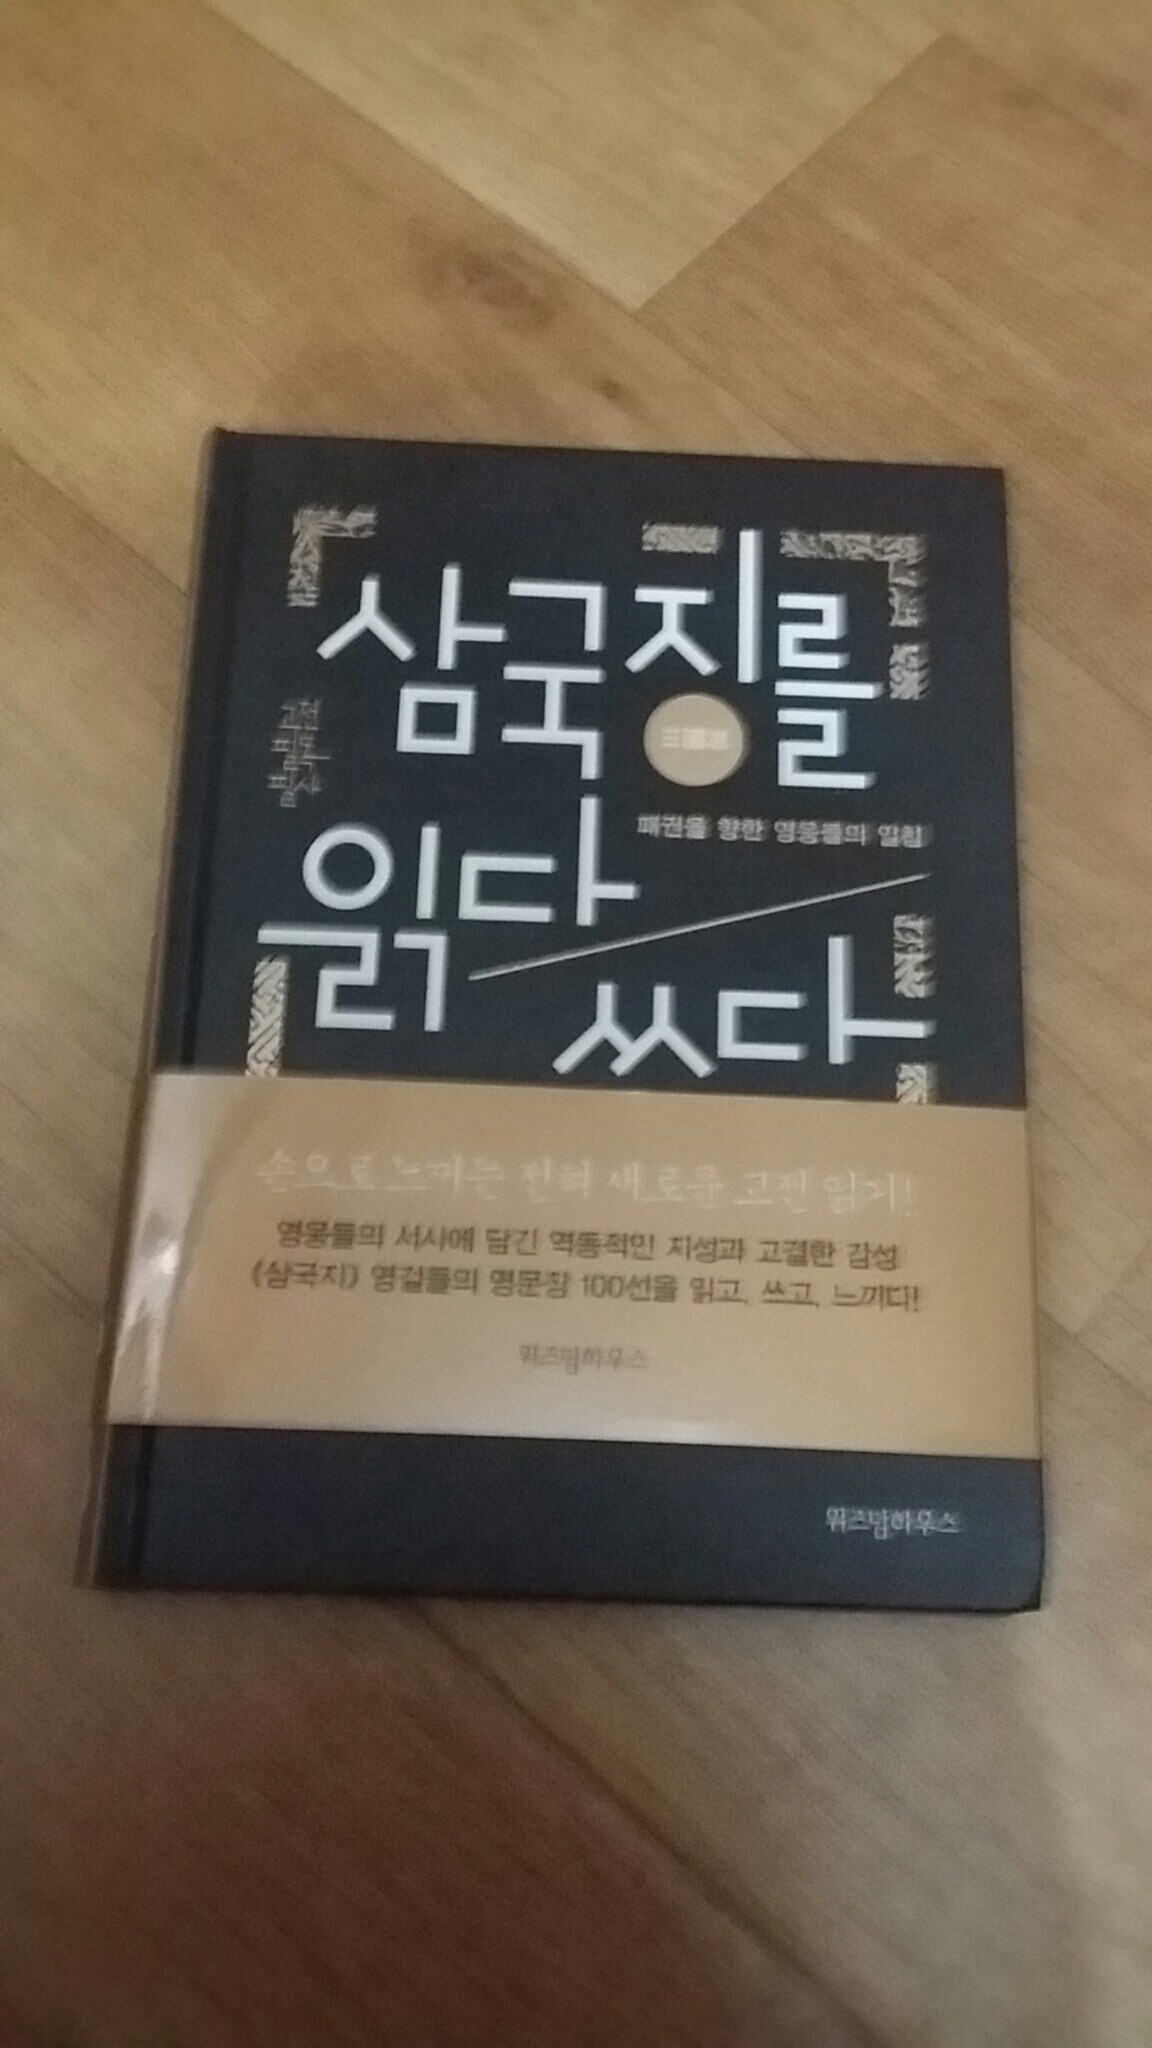 삼국지를
三國志
고전
필사
패권을 향한 영웅들의 일침
읽다
쓰다
손으로 느끼는 전혀 새로운 고전 읽기!
영웅들의 서사에 담긴 역동적인 지성과 고결한 감성
《삼국지》 영걸들의 명문장 100선을 읽고, 쓰고, 느끼다!
위즈덤하우스
위즈덤하우스